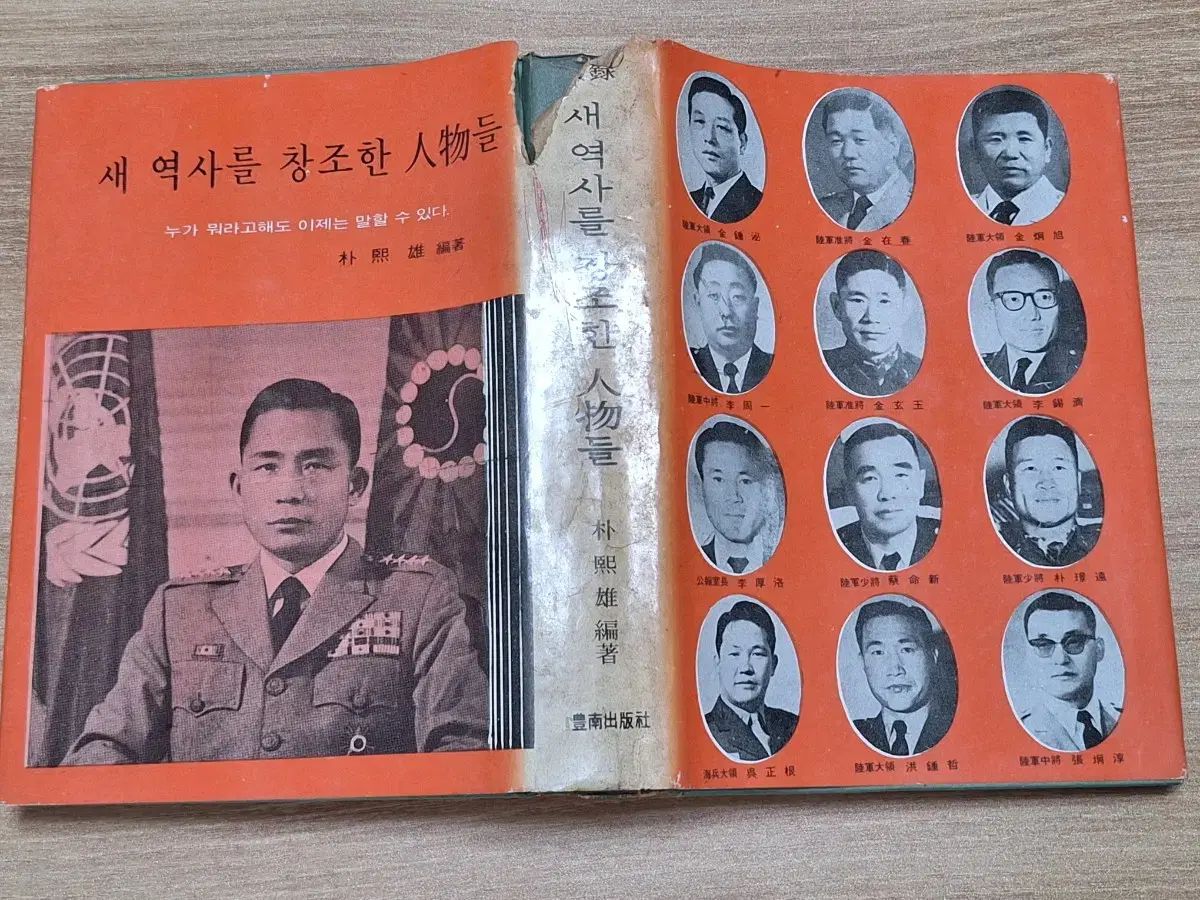 새 역사를 창조한 人物들
누가 뭐라고해도 이제는 말할 수 있다.
朴熙雄 編著
錄 새 역사를 창조한 人物들
朴熙雄編著
豊南出版社
陸軍大領 金鍾泌
陸軍准將 金在春
陸軍大領 金炯旭
陸軍中將 李周一
陸軍准將 金玄玉
陸軍大領 李錫濟
公報室長 李厚洛
陸軍少將 蔡命新
陸軍少將 朴璟遠
海兵大領 吳正根
陸軍大領 洪鍾哲
陸軍中將 張坰淳